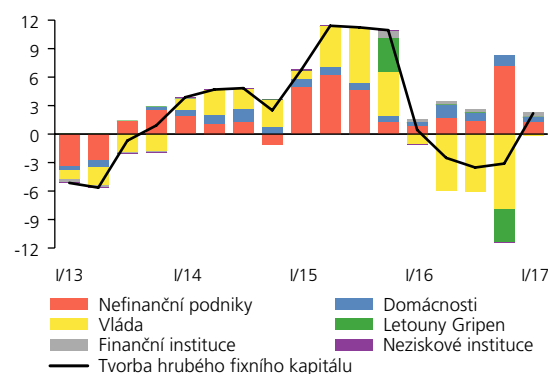 12
9
6
3
0
-3
-6
-9
-12
I/13 I/14 I/15 I/16 I/17
Nefinanční podniky Domácnosti
Vláda Letouny Gripen
Finanční instituce Neziskové instituce
Tvorba hrubého fixního kapitálu